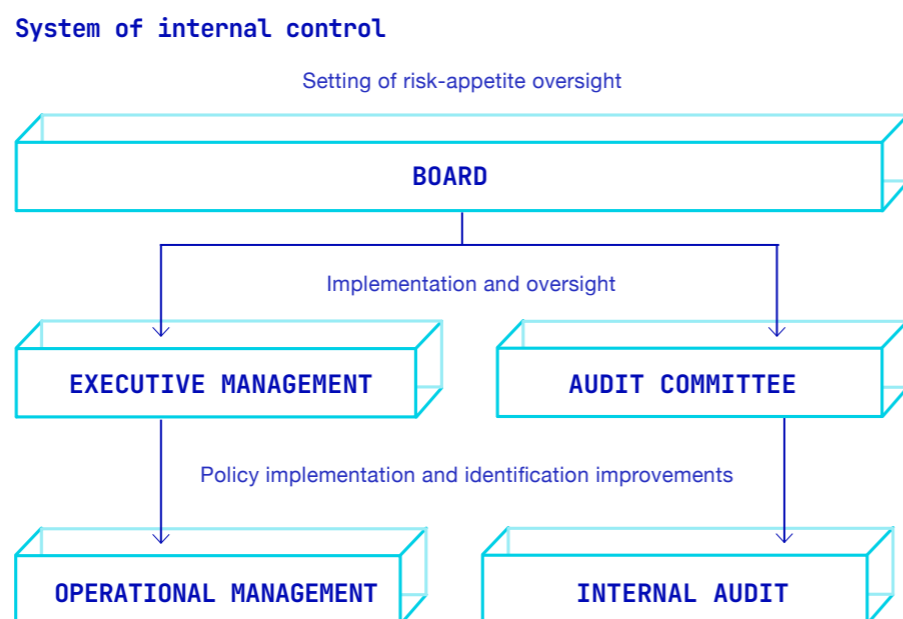 System of internal control
Setting of risk-appetite oversight
BOARD
Implementation and oversight
EXECUTIVE MANAGEMENT
AUDIT COMMITTEE
Policy implementation and identification improvements
OPERATIONAL MANAGEMENT
INTERNAL AUDIT